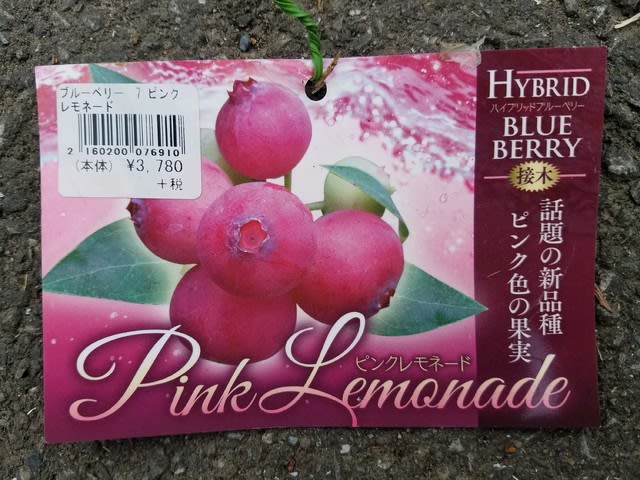 ブルーベリー 7 ピンク
レモネード
2 160200 076910
(本体) ¥3,780
+税
HYBRID
ハイブリッドブルーベリー
BLUE
BERRY
接木
話題の新品種
ピンク色の果実
ピンクレモネード
Pink Lemonade